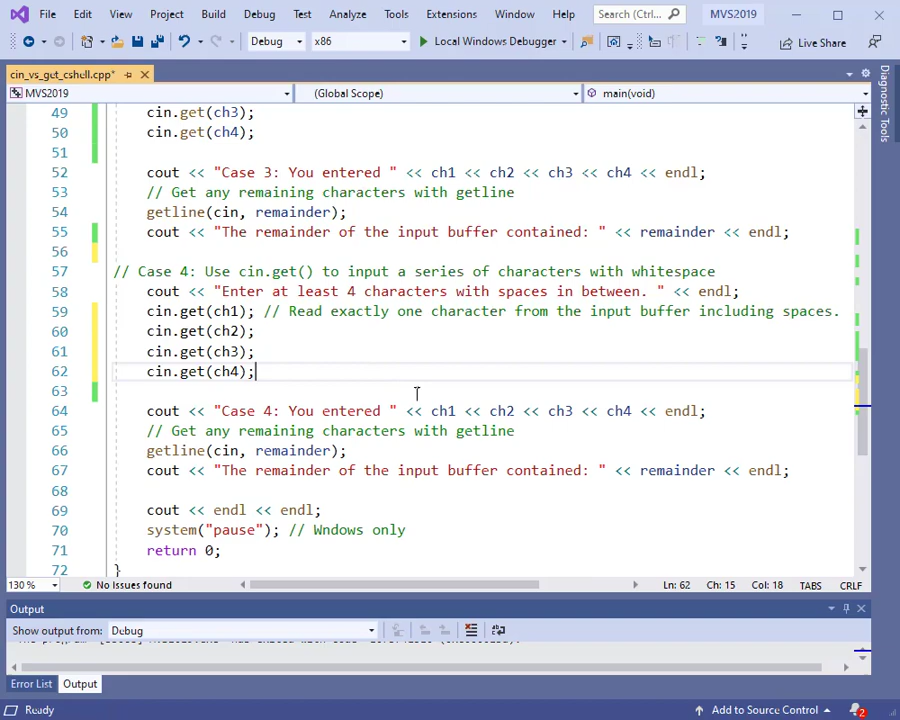 File Edit View Project Build Debug Test Analyze Tools Extensions Window Help Search (Ctrl... MVS2019
Debug x86 Local Windows Debugger Live Share
cin_vs_get_cshell.cpp*
MVS2019 (Global Scope) main(void)
Diagnostic Tools
49 cin.get(ch3);
50 cin.get(ch4);
51
52 cout << "Case 3: You entered " << ch1 << ch2 << ch3 << ch4 << endl;
53 // Get any remaining characters with getline
54 getline(cin, remainder);
55 cout << "The remainder of the input buffer contained: " << remainder << endl;
56
57 // Case 4: Use cin.get() to input a series of characters with whitespace
58 cout << "Enter at least 4 characters with spaces in between. " << endl;
59 cin.get(ch1); // Read exactly one character from the input buffer including spaces.
60 cin.get(ch2);
61 cin.get(ch3);
62 cin.get(ch4);
63
64 cout << "Case 4: You entered " << ch1 << ch2 << ch3 << ch4 << endl;
65 // Get any remaining characters with getline
66 getline(cin, remainder);
67 cout << "The remainder of the input buffer contained: " << remainder << endl;
68
69 cout << endl << endl;
70 system("pause"); // Wndows only
71 return 0;
72 }
130 % No issues found Ln: 62 Ch: 15 Col: 18 TABS CRLF
Output
Show output from: Debug
Error List Output
Ready Add to Source Control 2